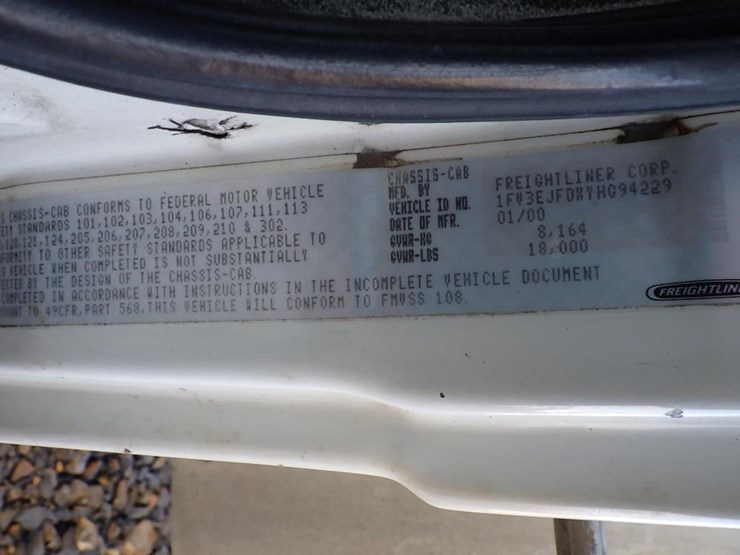 CHASSIS-CAB CONFORMS TO FEDERAL MOTOR VEHICLE
STANDARDS 101,102,103,104,106,107,111,113
,120,121,124,205,206,207,208,209,210 & 302.
TO OTHER SAFETY STANDARDS APPLICABLE TO
VEHICLE WHEN COMPLETED IS NOT SUBSTANTIALLY
BY THE DESIGN OF THE CHASSIS-CAB.
COMPLETED IN ACCORDANCE WITH INSTRUCTIONS IN THE INCOMPLETE VEHICLE DOCUMENT
TO 49CFR,PART 568,THIS VEHICLE WILL CONFORM TO FMVSS 108.
CHASSIS-CAB
MFD. BY FREIGHTLINER CORP.
VEHICLE ID NO. 1FV3EJFDXYHG94229
DATE OF MFR. 01/00
GVWR-KG 8,164
GVWR-LBS 18,000
FREIGHTLIN